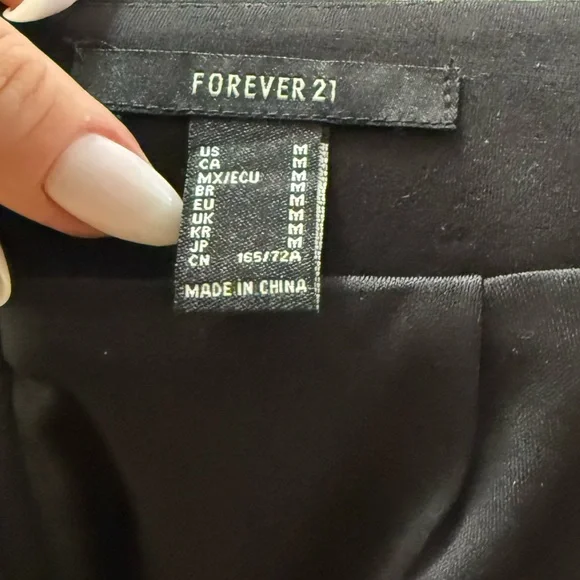 FOREVER 21
US M
CA M
MX/ECU M
BR M
EU M
UK M
KR M
JP M
CN 165/72A
MADE IN CHINA